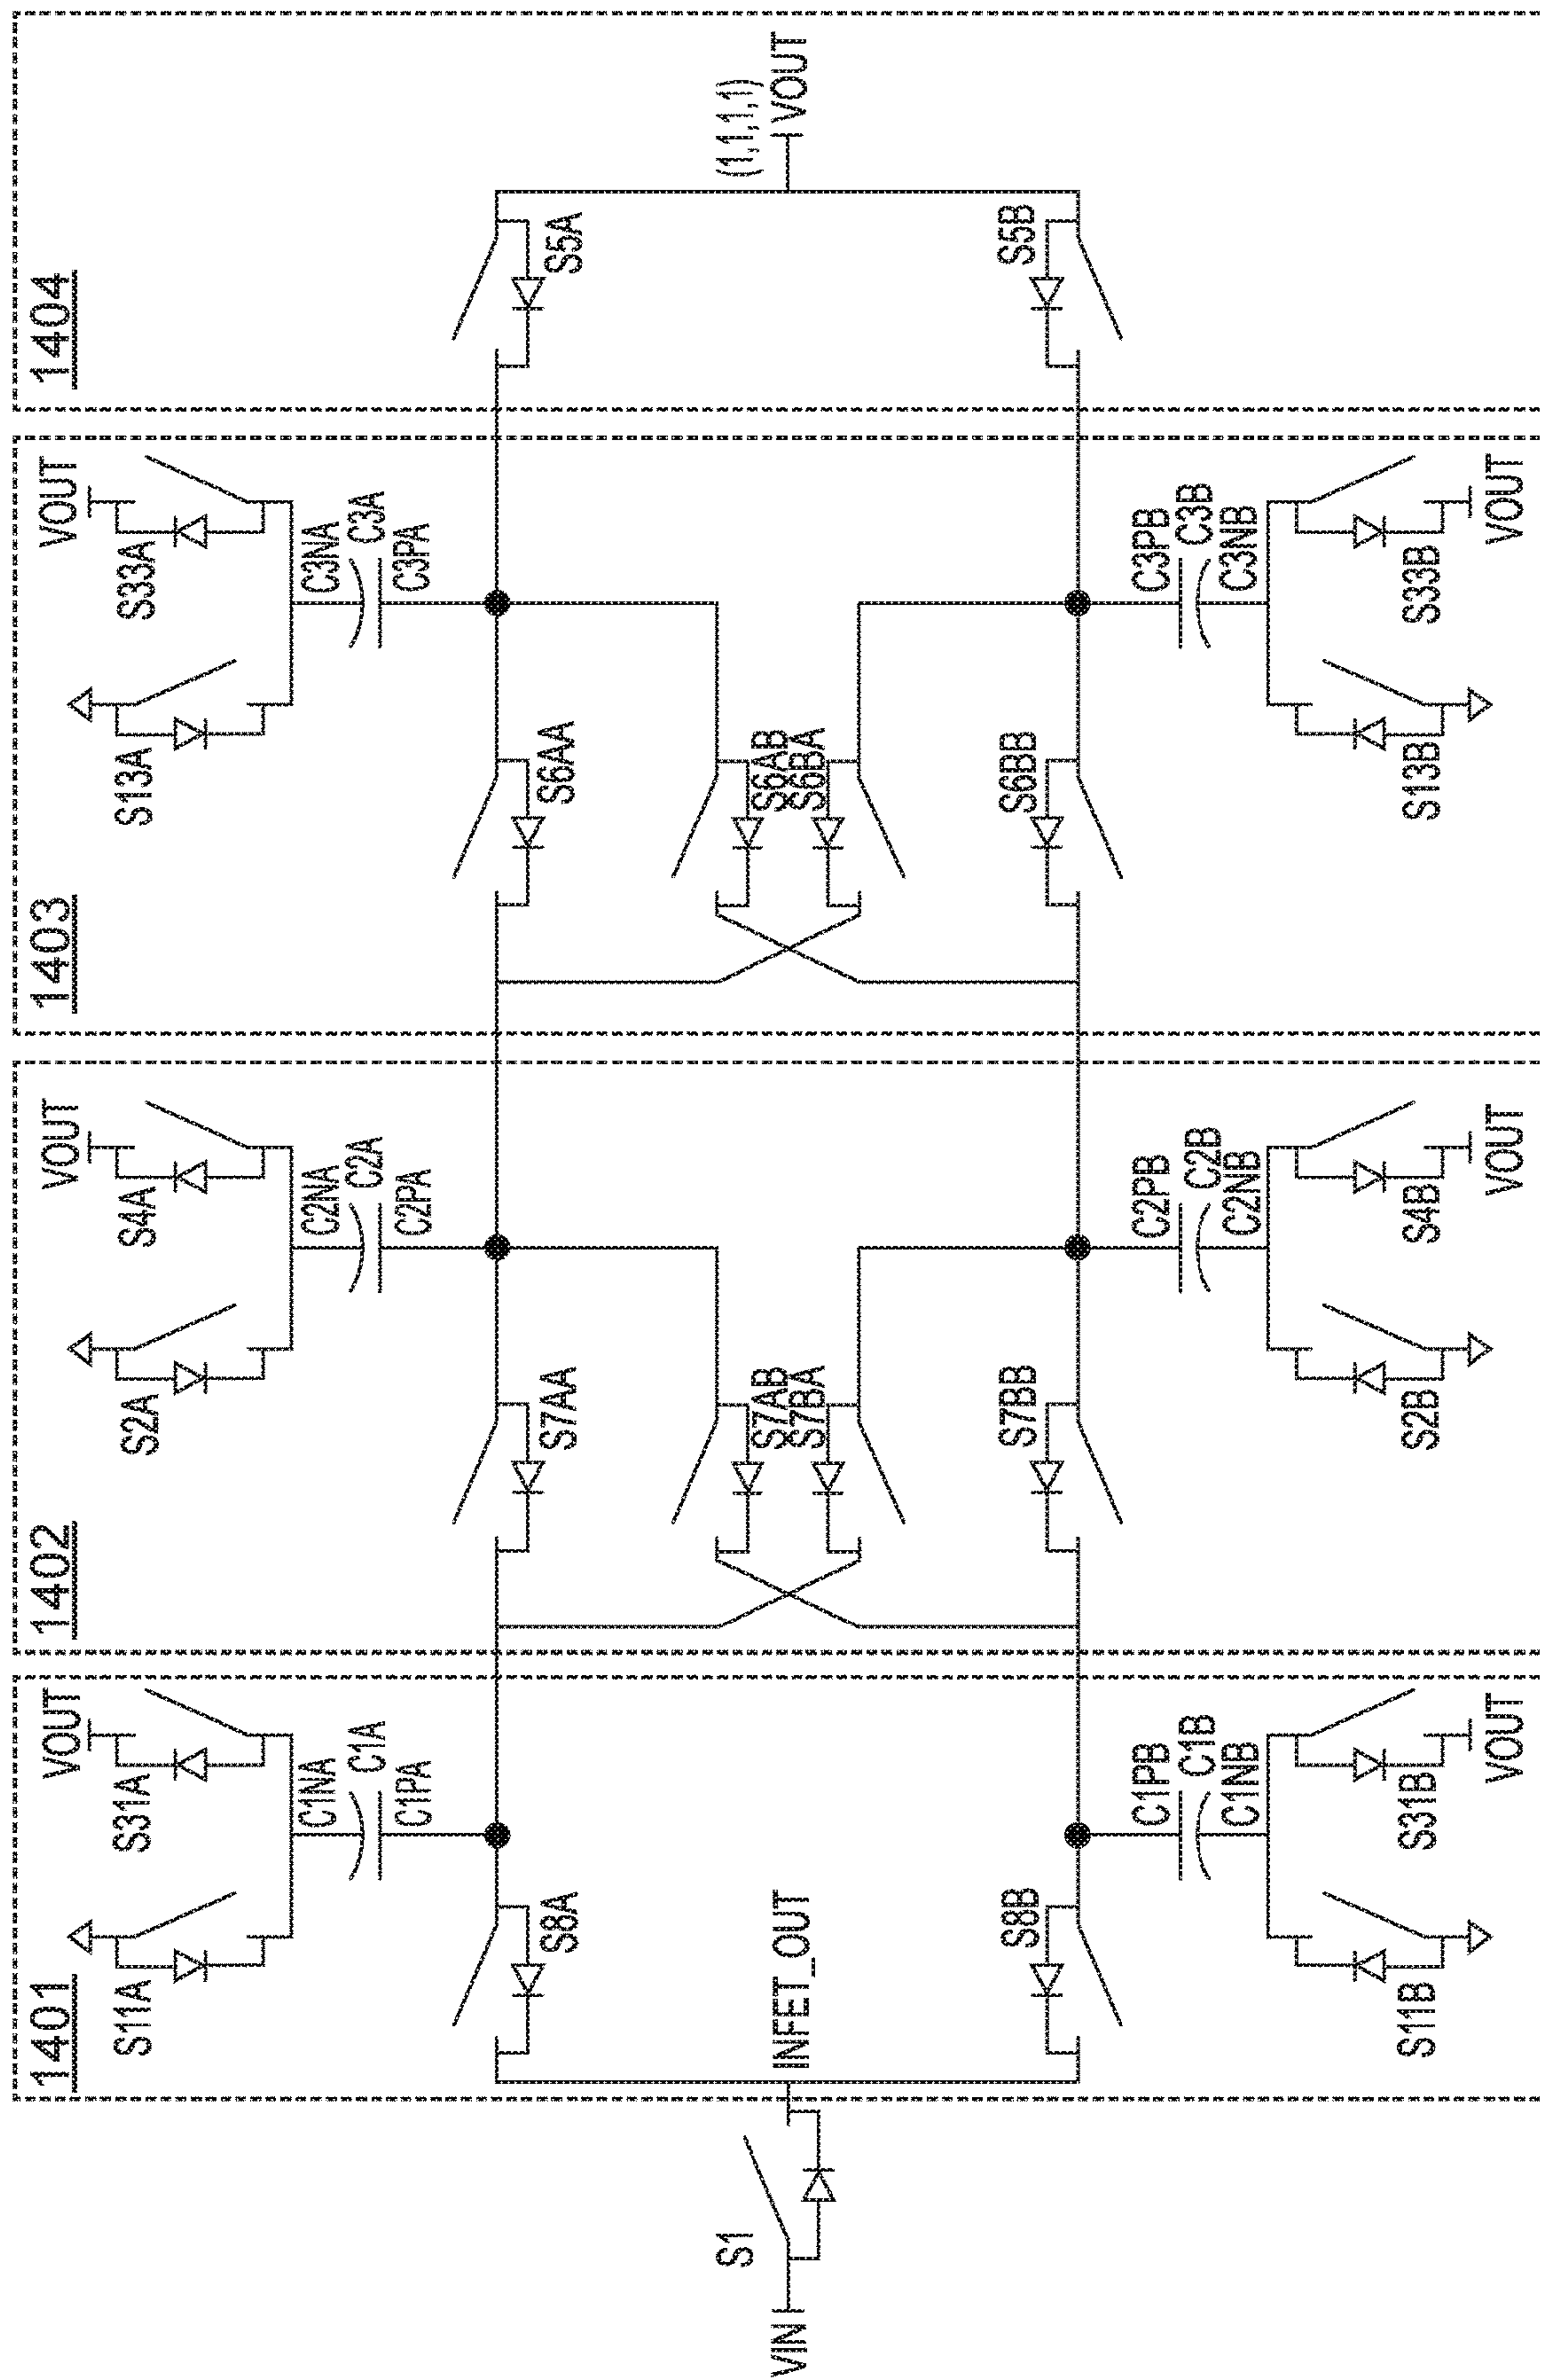 1401
1402
1403
1404
S11A
S31A
VOUT
S2A
S4A
VOUT
S13A
S33A
VOUT
C1NA
C1A
C1PA
C2NA
C2A
C2PA
C3NA
C3A
C3PA
S8A
S7AA
S6AA
S5A
S1
VIN
INFET_OUT
S7AB
S7BA
S6AB
S6BA
(1,1,1,1)
VOUT
S8B
S7BB
S6BB
S5B
C1PB
C1B
C1NB
C2PB
C2B
C2NB
C3PB
C3B
C3NB
S11B
S31B
VOUT
S2B
S4B
VOUT
S13B
S33B
VOUT